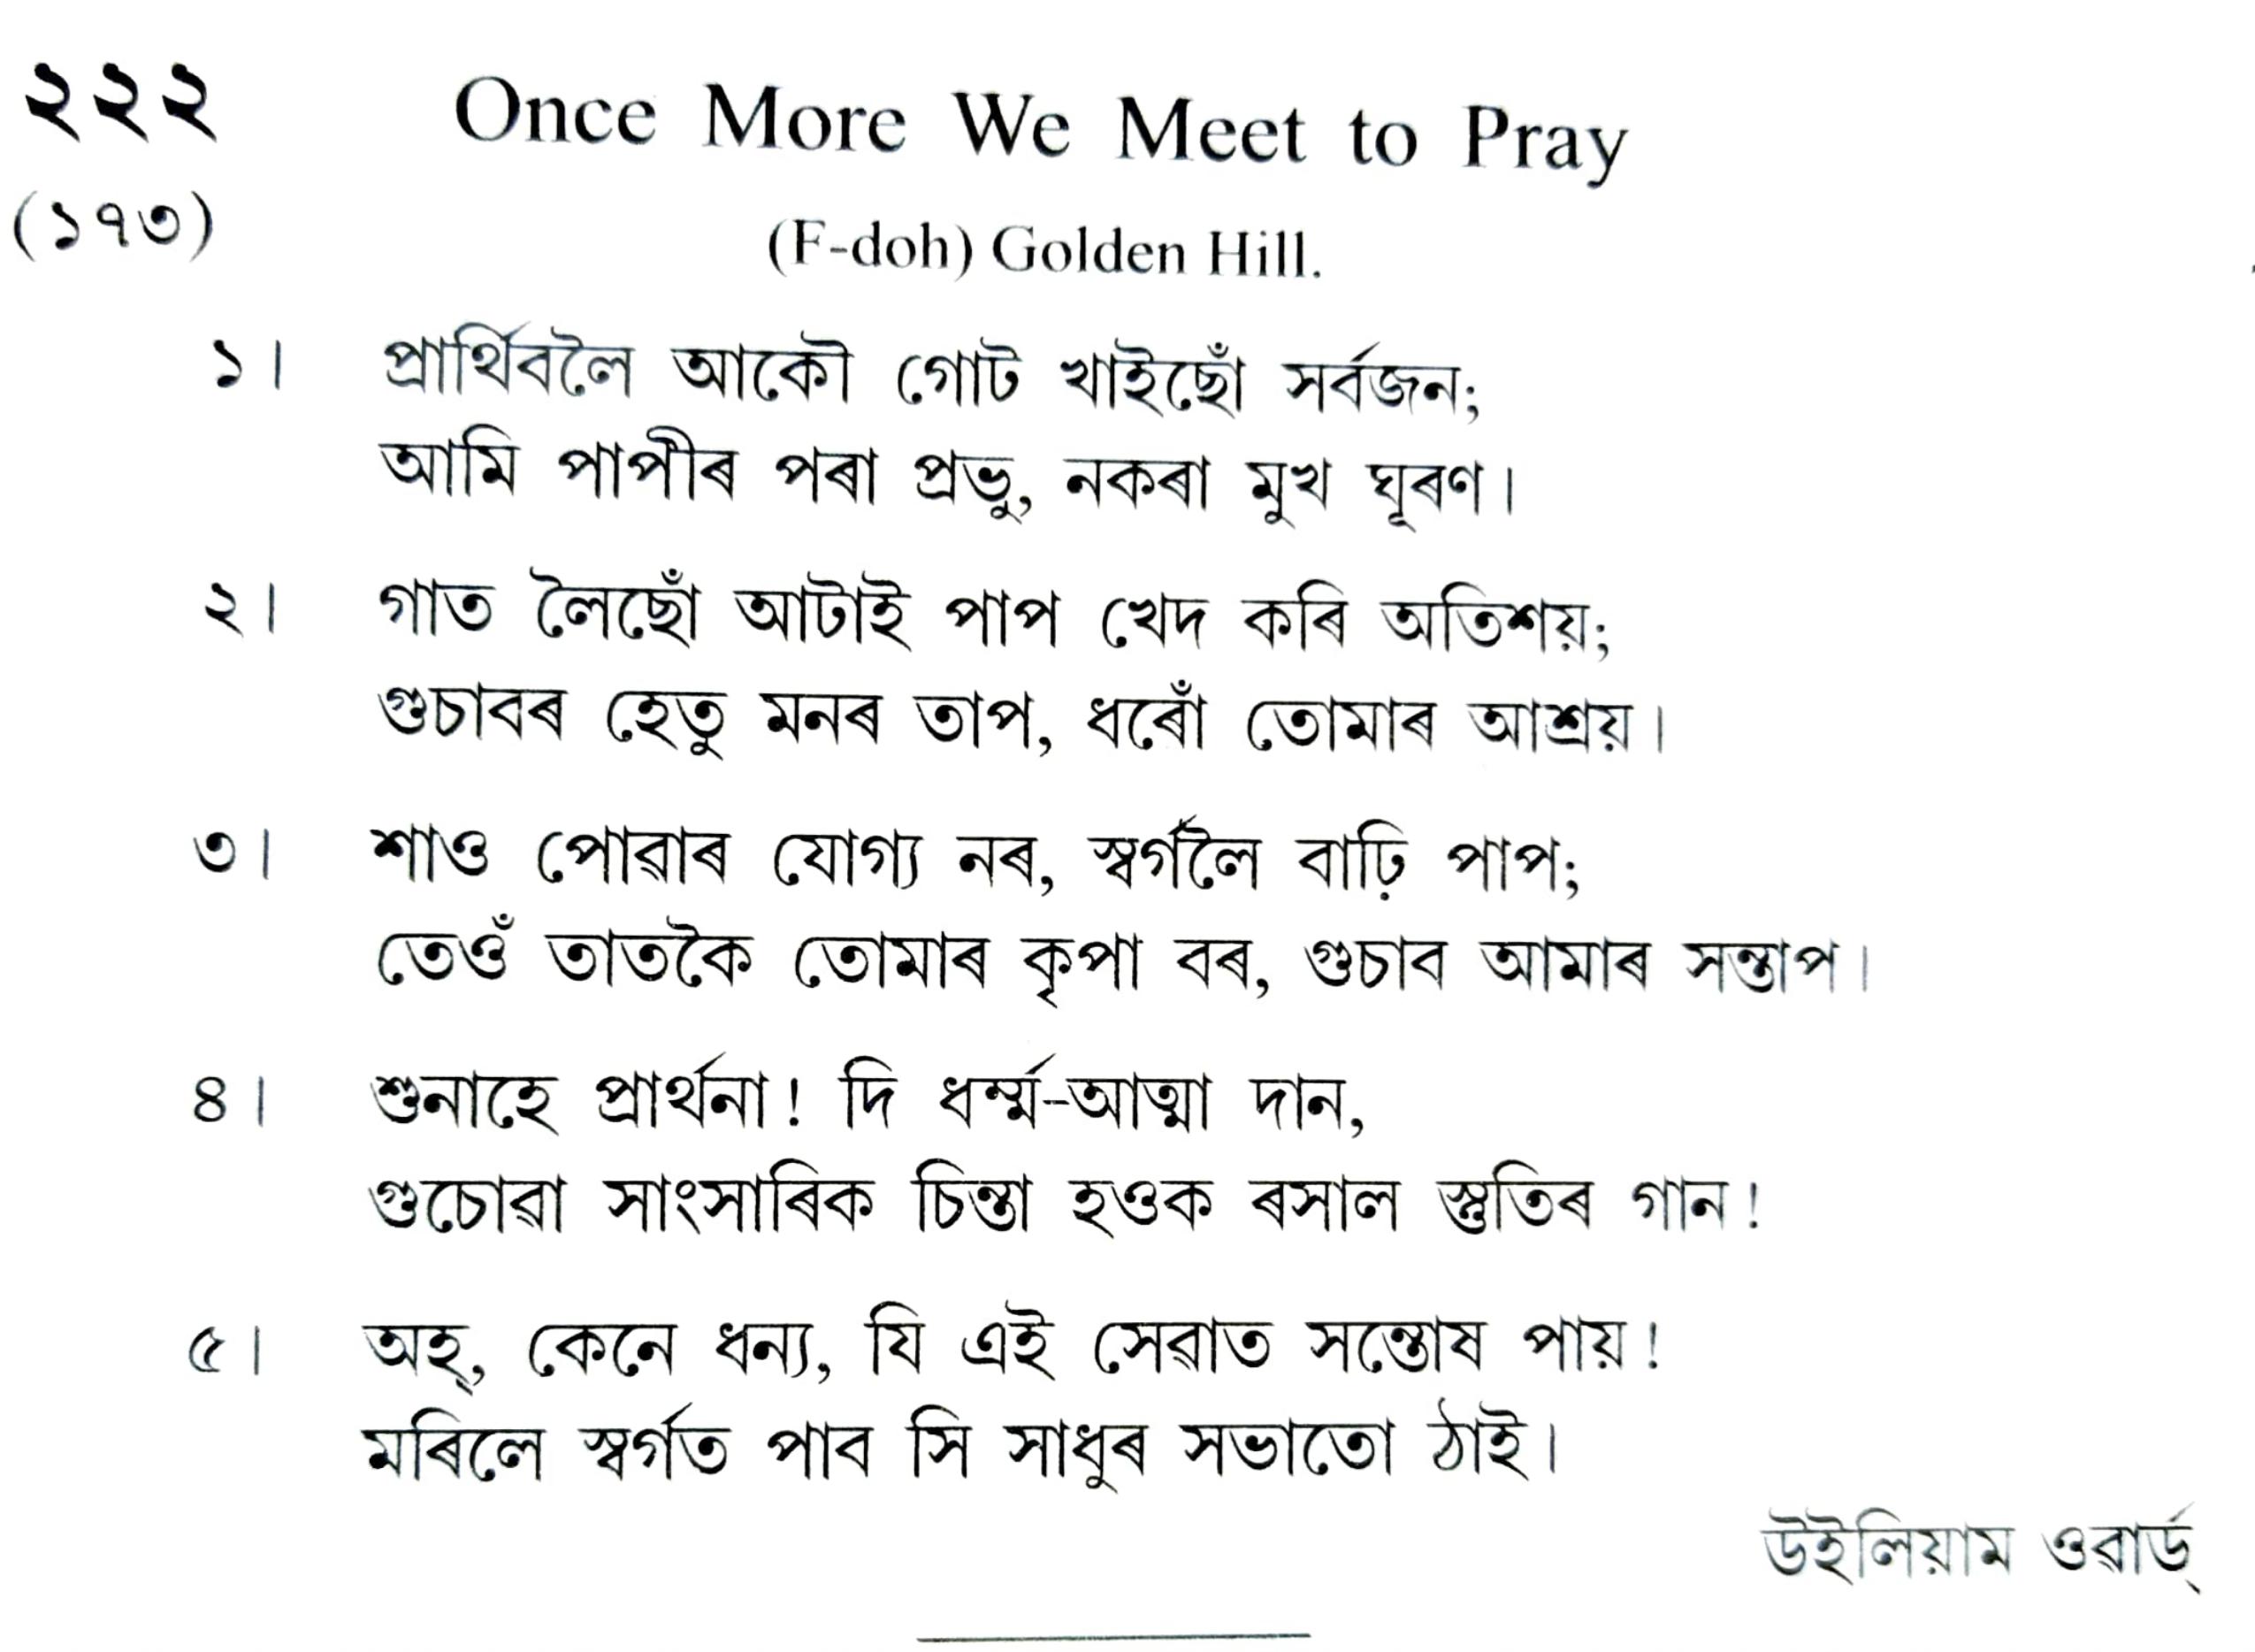 ২২২ Once More We Meet to Pray
(১৭৩) (F-doh) Golden Hill.
১। প্ৰাৰ্থিবলৈ আকৌ গোট খাইছোঁ সৰ্বজন;
আমি পাপীৰ পৰা প্ৰভু, নকৰা মুখ ঘূৰণ।
২। গাত লৈছোঁ আটাই পাপ খেদ কৰি অতিশয়;
গুচাবৰ হেতু মনৰ তাপ, ধৰোঁ তোমাৰ আশ্ৰয়।
৩। শাও পোৱাৰ যোগ্য নৰ, স্বৰ্গলৈ বাঢ়ি পাপ;
তেওঁ তাতকৈ তোমাৰ কৃপা বৰ, গুচাব আমাৰ সন্তাপ।
৪। শুনাহে প্ৰাৰ্থনা! দি ধৰ্ম্ম-আত্মা দান,
গুচোৱা সাংসাৰিক চিন্তা হওক ৰসাল স্তুতিৰ গান!
৫। অহ্, কেনে ধন্য, যি এই সেৱাত সন্তোষ পায়!
মৰিলে স্বৰ্গত পাব সি সাধুৰ সভাতো ঠাই।
উইলিয়াম ওৱাৰ্ড্